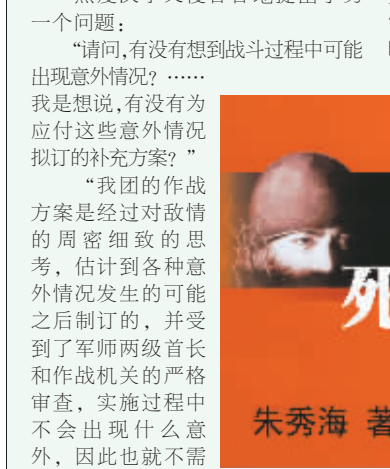 一个问题：
“请问,有没有想到战斗过程中可能
出现意外情况？……
我是想说,有没有为
应付这些意外情况
拟订的补充方案？”
“我团的作战
方案是经过对敌情
的周密细致的思
考，估计到各种意
外情况发生的可能
之后制订的，并受
到了军师两级首长
和作战机关的严格
审查，实施过程中
不会出现什么意
外，因此也就不需
死
朱秀海 著